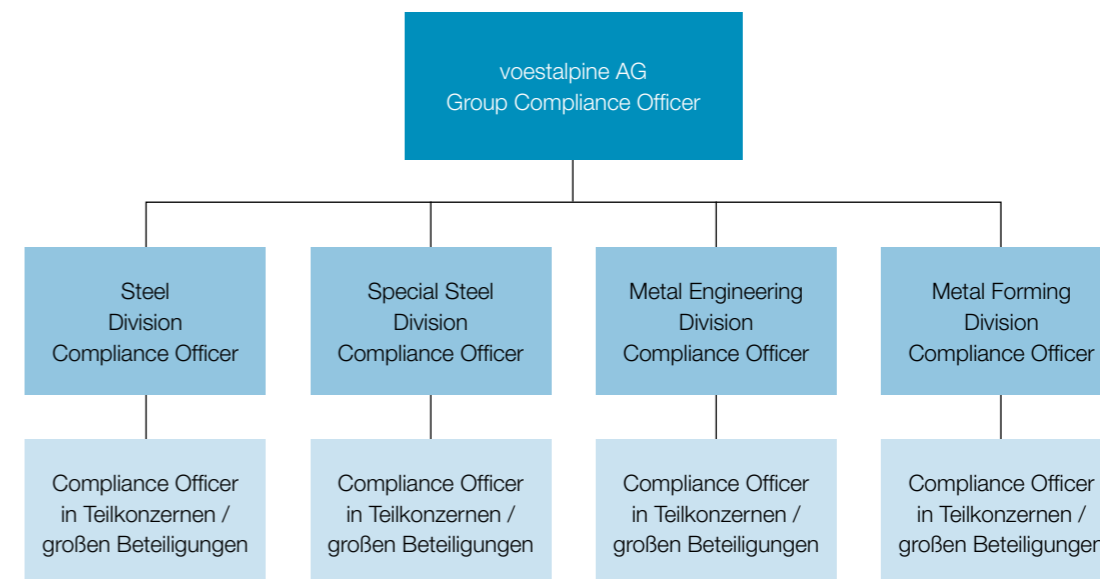 voestalpine AG
Group Compliance Officer
Steel
Division
Compliance Officer
Special Steel
Division
Compliance Officer
Metal Engineering
Division
Compliance Officer
Metal Forming
Division
Compliance Officer
Compliance Officer
in Teilkonzernen /
großen Beteiligungen
Compliance Officer
in Teilkonzernen /
großen Beteiligungen
Compliance Officer
in Teilkonzernen /
großen Beteiligungen
Compliance Officer
in Teilkonzernen /
großen Beteiligungen